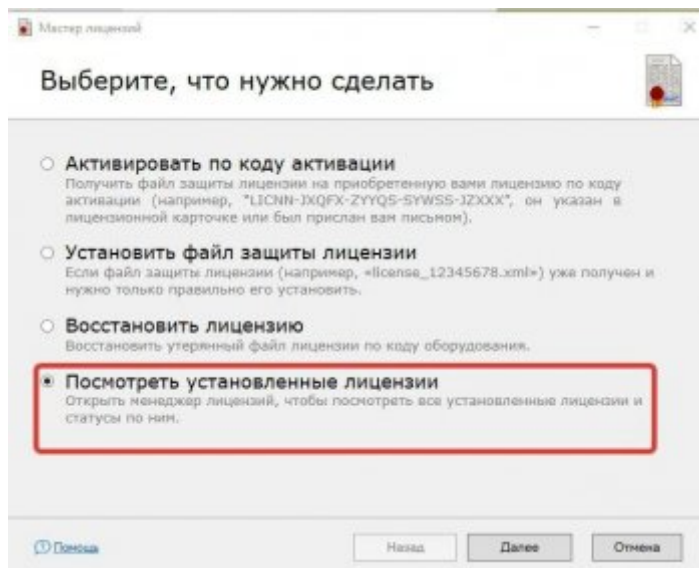 Мастер лицензий
Выберите, что нужно сделать
Активировать по коду активации
Получить файл защиты лицензии на приобретенную вами лицензию по коду
активации (например, "LICNN-JXQFX-ZYYQS-SYWSS-JZXXX", он указан в
лицензионной карточке или был прислан вам письмом).
Установить файл защиты лицензии
Если файл защиты лицензии (например, «license_12345678.xml») уже получен и
нужно только правильно его установить.
Восстановить лицензию
Восстановить утерянный файл лицензии по коду оборудования.
Посмотреть установленные лицензии
Открыть менеджер лицензий, чтобы посмотреть все установленные лицензии и
статусы по ним.
Помощь
Назад
Далее
Отмена